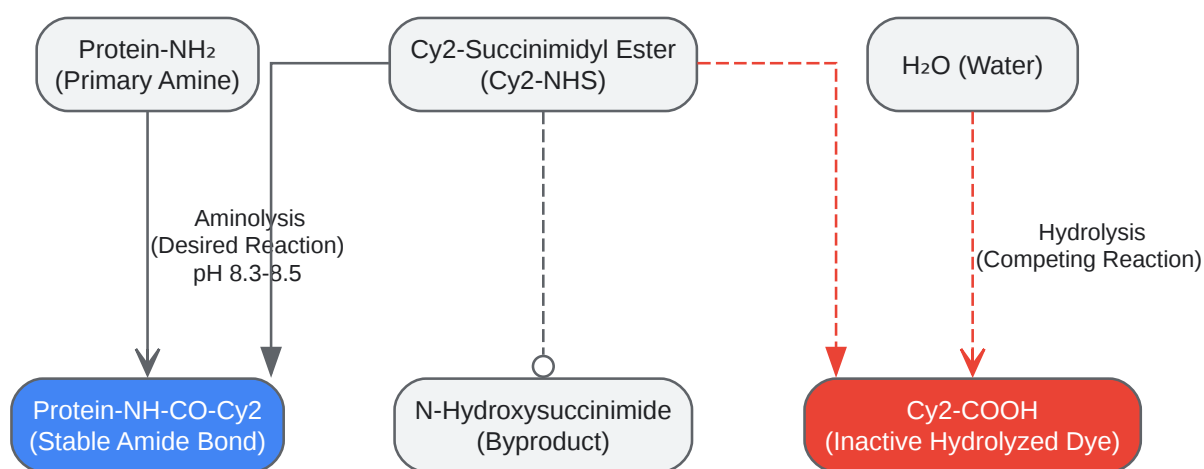 Protein-NH₂
(Primary Amine)
Cy2-Succinimidyl Ester
(Cy2-NHS)
H₂O (Water)
Aminolysis
(Desired Reaction)
pH 8.3-8.5
Hydrolysis
(Competing Reaction)
Protein-NH-CO-Cy2
(Stable Amide Bond)
N-Hydroxysuccinimide
(Byproduct)
Cy2-COOH
(Inactive Hydrolyzed Dye)